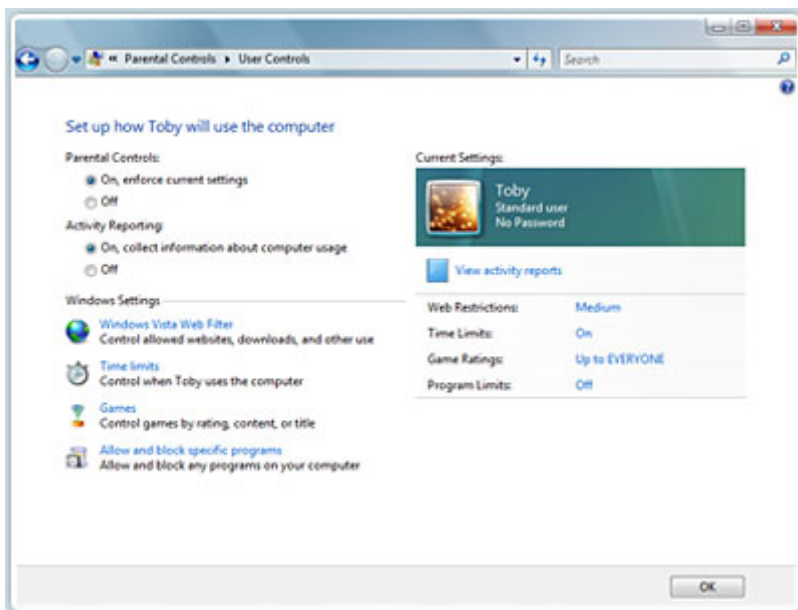 « Parental Controls ▸ User Controls
Search
Set up how Toby will use the computer
Parental Controls:
On, enforce current settings
Off
Activity Reporting:
On, collect information about computer usage
Off
Windows Settings
Windows Vista Web Filter
Control allowed websites, downloads, and other use
Time limits
Control when Toby uses the computer
Games
Control games by rating, content, or title
Allow and block specific programs
Allow and block any programs on your computer
Current Settings:
Toby
Standard user
No Password
View activity reports
Web Restrictions: Medium
Time Limits: On
Game Ratings: Up to EVERYONE
Program Limits: Off
OK